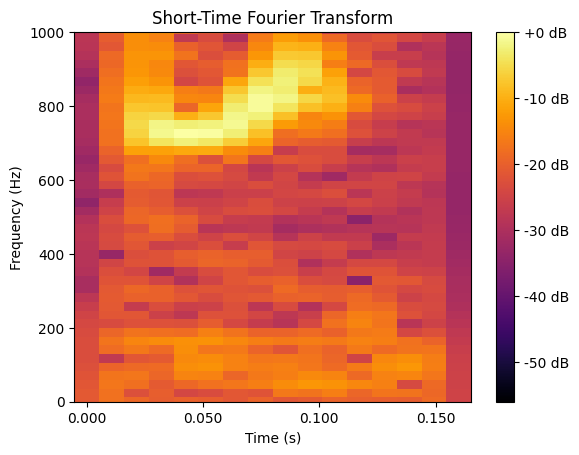 Short-Time Fourier Transform
1000
800
600
400
200
0
Frequency (Hz)
0.000
0.050
0.100
0.150
Time (s)
+0 dB
-10 dB
-20 dB
-30 dB
-40 dB
-50 dB